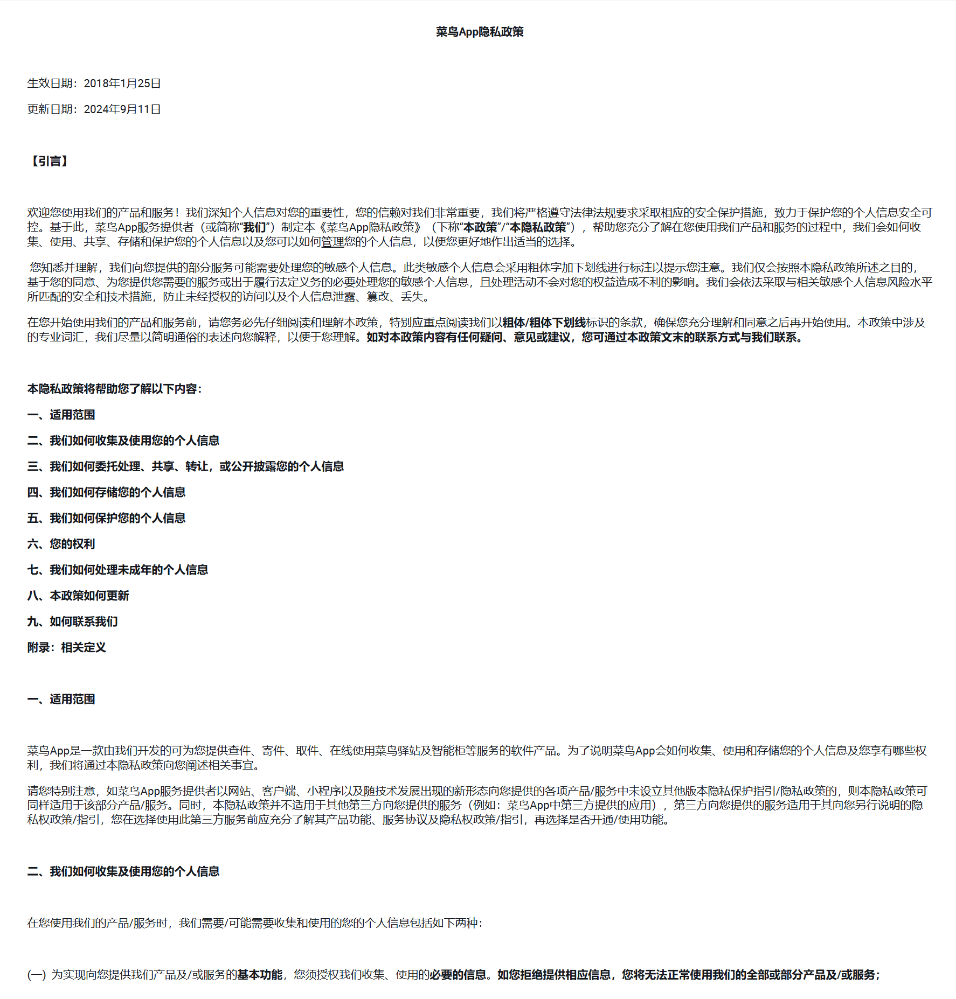 菜鸟App隐私政策
生效日期：2018年1月25日
更新日期：2024年9月11日
【引言】
欢迎您使用我们的产品和服务！我们深知个人信息对您的重要性，您的信赖对我们非常重要，我们将严格遵守法律法规要求采取相应的安全保护措施，致力于保护您的个人信息安全可
控。基于此，菜鸟App服务提供者（或简称“我们”）制定本《菜鸟App隐私政策》（下称“本政策”/“本隐私政策”），帮助您充分了解在您使用我们产品和服务的过程中，我们会如何收
集、使用、共享、存储和保护您的个人信息以及您可以如何管理您的个人信息，以便您更好地作出适当的选择。
您知悉并理解，我们向您提供的部分服务可能需要处理您的敏感个人信息。此类敏感个人信息会采用粗体字加下划线进行标注以提示您注意。我们仅会按照本隐私政策所述之目的，
基于您的同意、为您提供您需要的服务或出于履行法定义务的必要处理您的敏感个人信息，且处理活动不会对您的权益造成不利的影响。我们会依法采取与相关敏感个人信息风险水平
所匹配的安全和技术措施，防止未经授权的访问以及个人信息泄露、篡改、丢失。
在您开始使用我们的产品和服务前，请您务必先仔细阅读和理解本政策，特别应重点阅读我们以粗体/粗体下划线标识的条款，确保您充分理解和同意之后再开始使用。本政策中涉及
的专业词汇，我们尽量以简明通俗的表述向您解释，以便于您理解。如对本政策内容有任何疑问、意见或建议，您可通过本政策文末的联系方式与我们联系。
本隐私政策将帮助您了解以下内容：
一、适用范围
二、我们如何收集及使用您的个人信息
三、我们如何委托处理、共享、转让，或公开披露您的个人信息
四、我们如何存储您的个人信息
五、我们如何保护您的个人信息
六、您的权利
七、我们如何处理未成年的个人信息
八、本政策如何更新
九、如何联系我们
附录：相关定义
一、适用范围
菜鸟App是一款由我们开发的可为您提供查件、寄件、取件、在线使用菜鸟驿站及智能柜等服务的软件产品。为了说明菜鸟App会如何收集、使用和存储您的个人信息及您享有哪些权
利，我们将通过本隐私政策向您阐述相关事宜。
请您特别注意，如菜鸟App服务提供者以网站、客户端、小程序以及随技术发展出现的新形态向您提供的各项产品/服务中未设立其他版本隐私保护指引/隐私政策的，则本隐私政策可
同样适用于该部分产品/服务。同时，本隐私政策并不适用于其他第三方向您提供的服务（例如：菜鸟App中第三方提供的应用），第三方向您提供的服务适用于其向您另行说明的隐
私权政策/指引，您在选择使用此第三方服务前应充分了解其产品功能、服务协议及隐私权政策/指引，再选择是否开通/使用功能。
二、我们如何收集及使用您的个人信息
在您使用我们的产品/服务时，我们需要/可能需要收集和使用的您的个人信息包括如下两种：
(一) 为实现向您提供我们产品及/或服务的基本功能，您须授权我们收集、使用的必要的信息。如您拒绝提供相应信息，您将无法正常使用我们的全部或部分产品及/或服务；